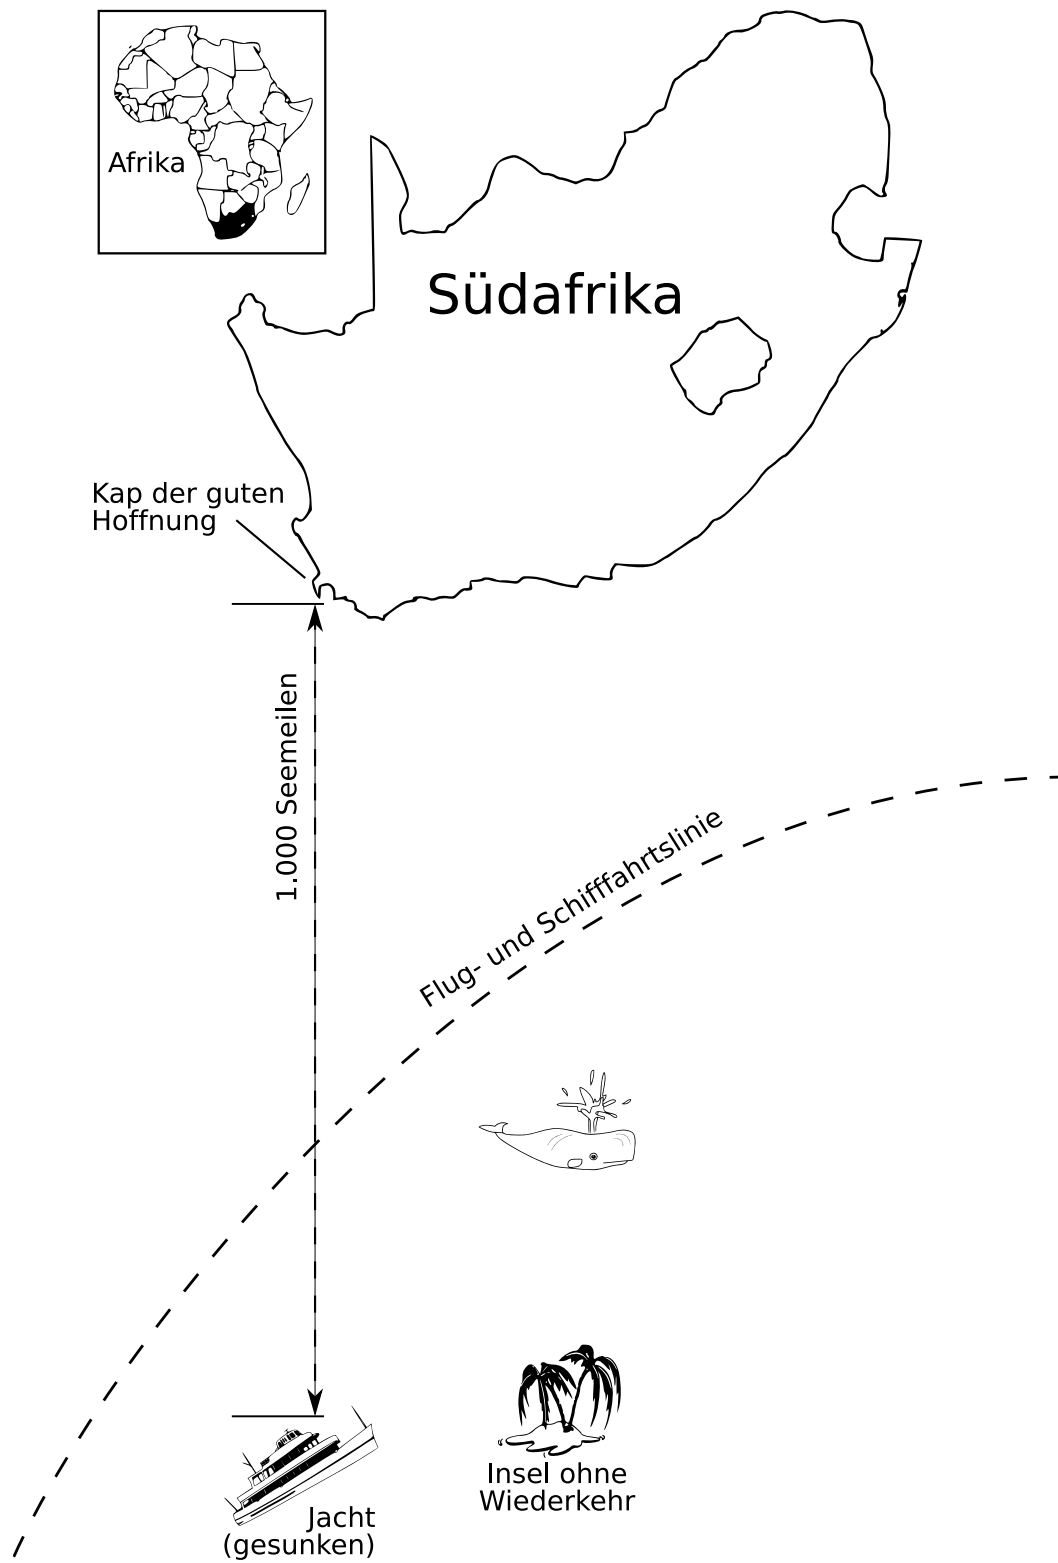 Afrika
Südafrika
Kap der guten
Hoffnung
1.000 Seemeilen
Flug- und Schifffahrtslinie
Insel ohne
Wiederkehr
Jacht
(gesunken)